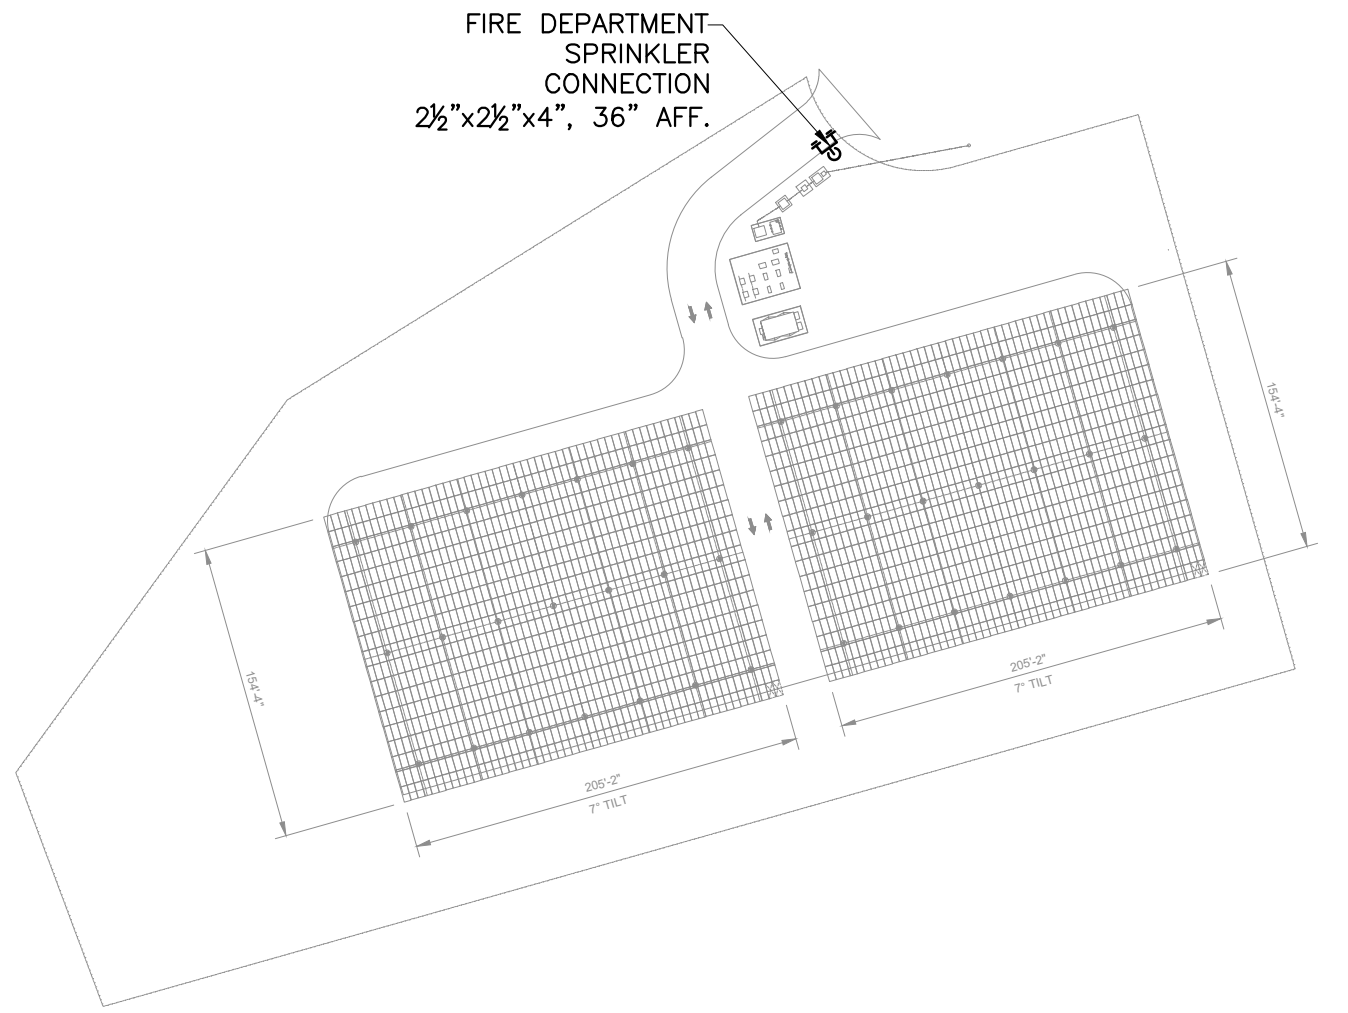 FIRE DEPARTMENT
SPRINKLER
CONNECTION
2½”x2½”x4”, 36” AFF.
154'-4"
154'-4"
205'-2"
7° TILT
205'-2"
7° TILT